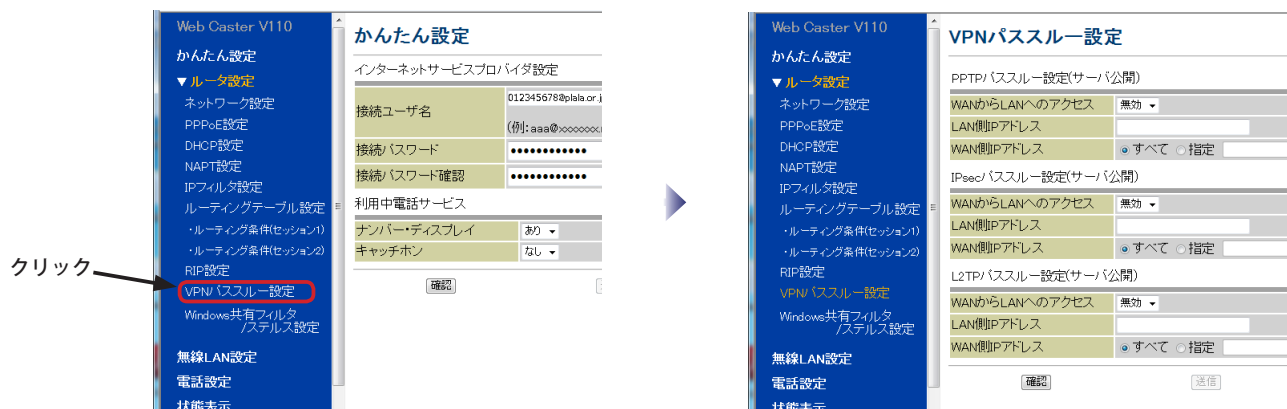 クリック
Web Caster V110
かんたん設定
▼ルータ設定
ネットワーク設定
PPPoE設定
DHCP設定
NAPT設定
IPフィルタ設定
ルーティングテーブル設定
・ルーティング条件(セッション1)
・ルーティング条件(セッション2)
RIP設定
VPNパススルー設定
Windows共有フィルタ
/ステルス設定
無線LAN設定
電話設定
状態表示
かんたん設定
インターネットサービスプロバイダ設定
接続ユーザ名
012345678@plala.or.j
(例):aaa@xxxxxxx.
接続パスワード
●●●●●●●●●●●●
接続パスワード確認
●●●●●●●●●●●●
利用中電話サービス
ナンバー・ディスプレイ あり
キャッチホン なし
確認
Web Caster V110
かんたん設定
▼ルータ設定
ネットワーク設定
PPPoE設定
DHCP設定
NAPT設定
IPフィルタ設定
ルーティングテーブル設定
・ルーティング条件(セッション1)
・ルーティング条件(セッション2)
RIP設定
VPNパススルー設定
Windows共有フィルタ
/ステルス設定
無線LAN設定
電話設定
状態表示
VPNパススルー設定
PPTPパススルー設定(サーバ公開)
WANからLANへのアクセス 無効
LAN側IPアドレス
WAN側IPアドレス すべて 指定
IPsecパススルー設定(サーバ公開)
WANからLANへのアクセス 無効
LAN側IPアドレス
WAN側IPアドレス すべて 指定
L2TPパススルー設定(サーバ公開)
WANからLANへのアクセス 無効
LAN側IPアドレス
WAN側IPアドレス すべて 指定
確認 送信